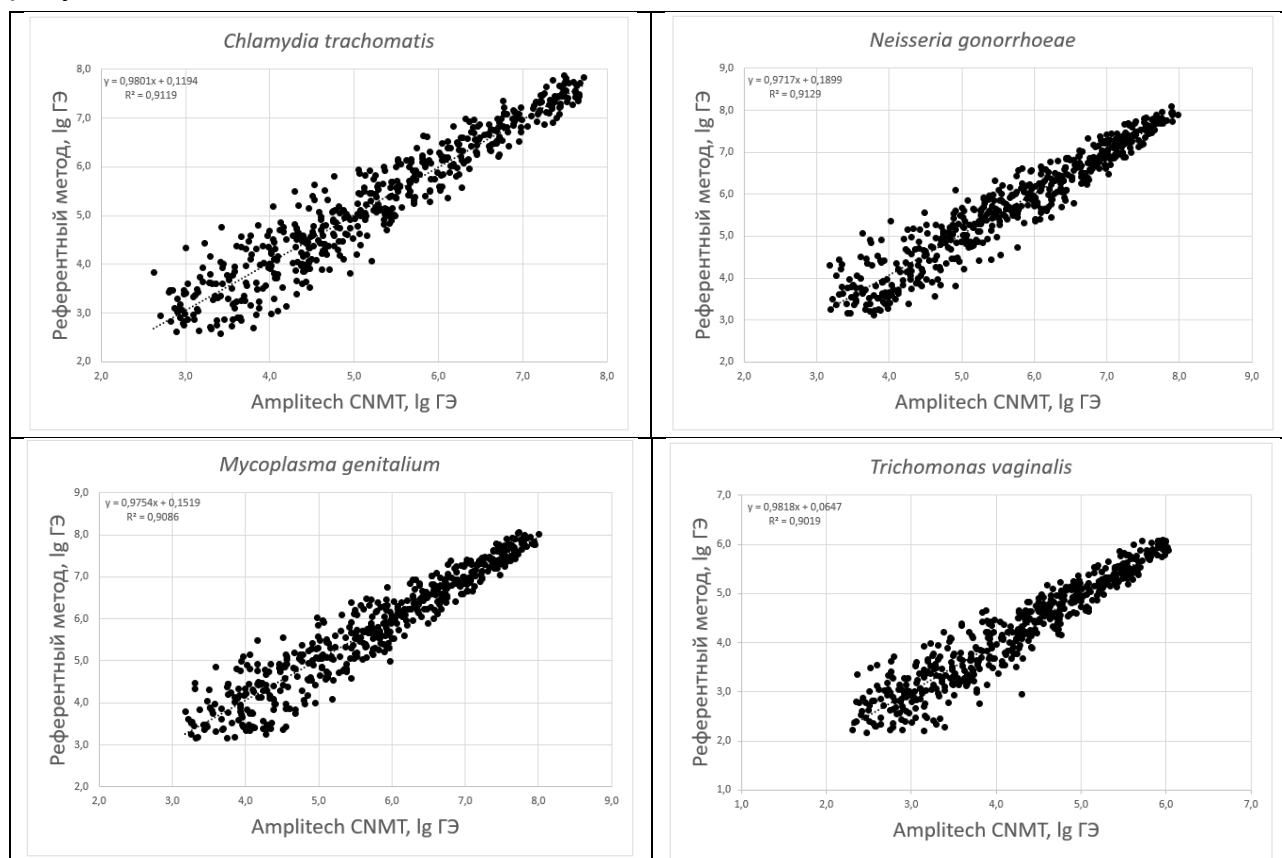 Chlamydia trachomatis
y = 0,9801x + 0,1194
R² = 0,9119
Референтный метод, lg ГЭ
8,0
7,0
6,0
5,0
4,0
3,0
2,0
2,0 3,0 4,0 5,0 6,0 7,0 8,0
Amplitech CNMT, lg ГЭ
Neisseria gonorrhoeae
y = 0,9717x + 0,1899
R² = 0,9129
Референтный метод, lg ГЭ
9,0
8,0
7,0
6,0
5,0
4,0
3,0
2,0
2,0 3,0 4,0 5,0 6,0 7,0 8,0 9,0
Amplitech CNMT, lg ГЭ
Mycoplasma genitalium
y = 0,9754x + 0,1519
R² = 0,9086
Референтный метод, lg ГЭ
9,0
8,0
7,0
6,0
5,0
4,0
3,0
2,0
2,0 3,0 4,0 5,0 6,0 7,0 8,0 9,0
Amplitech CNMT, lg ГЭ
Trichomonas vaginalis
y = 0,9818x + 0,0647
R² = 0,9019
Референтный метод, lg ГЭ
7,0
6,0
5,0
4,0
3,0
2,0
1,0
1,0 2,0 3,0 4,0 5,0 6,0 7,0
Amplitech CNMT, lg ГЭ